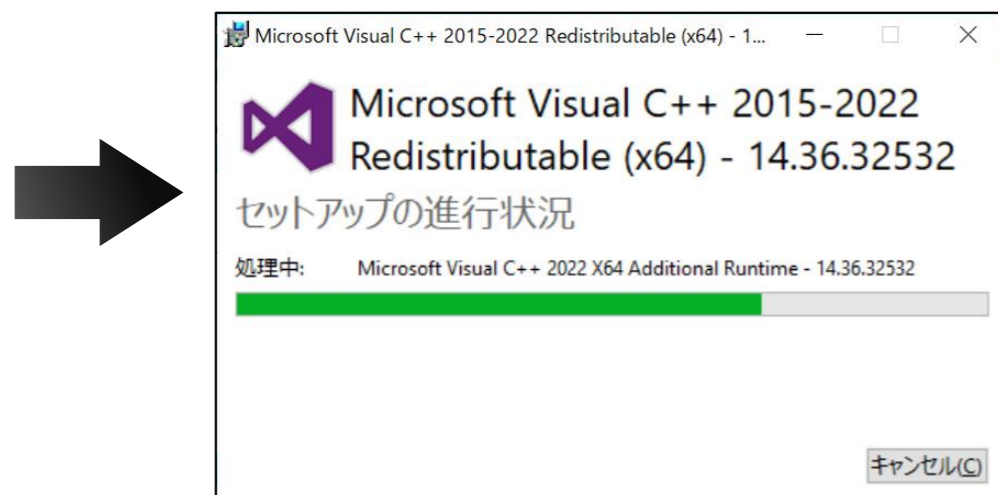 Microsoft Visual C++ 2015-2022 Redistributable (x64) - 1...
Microsoft Visual C++ 2015-2022
Redistributable (x64) - 14.36.32532
セットアップの進行状況
処理中: Microsoft Visual C++ 2022 X64 Additional Runtime - 14.36.32532
キャンセル(C)